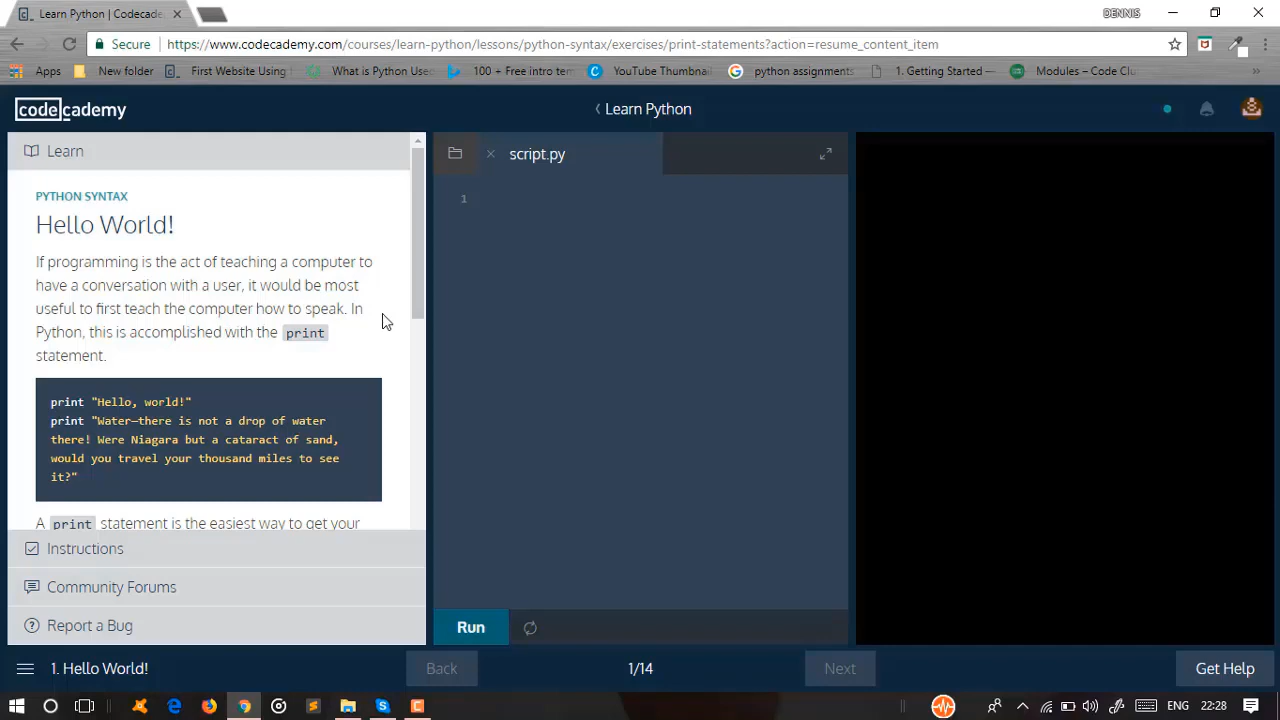 Learn Python | Codecade
DENNIS
Secure
https://www.codecademy.com/courses/learn-python/lessons/python-syntax/exercises/print-statements?action=resume_content_item
Apps
New folder
First Website Using
What is Python Use
100 + Free intro tem
YouTube Thumbnail
python assignments
1. Getting Started —
Modules – Code Clu
»
codecademy
Learn Python
Learn
script.py
PYTHON SYNTAX
1
Hello World!
If programming is the act of teaching a computer to
have a conversation with a user, it would be most
useful to first teach the computer how to speak. In
Python, this is accomplished with the print
statement.
print "Hello, world!"
print "Water—there is not a drop of water
there! Were Niagara but a cataract of sand,
would you travel your thousand miles to see
it?"
A print statement is the easiest way to get your
Instructions
Community Forums
Report a Bug
Run
1. Hello World!
Back
1/14
Next
Get Help
ENG
22:28